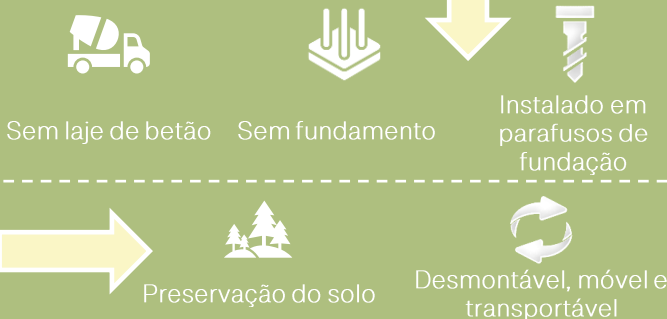 Sem laje de betão
Sem fundamento
Instalado em
parafusos de
fundação
Preservação do solo
Desmontável, móvel e
transportável